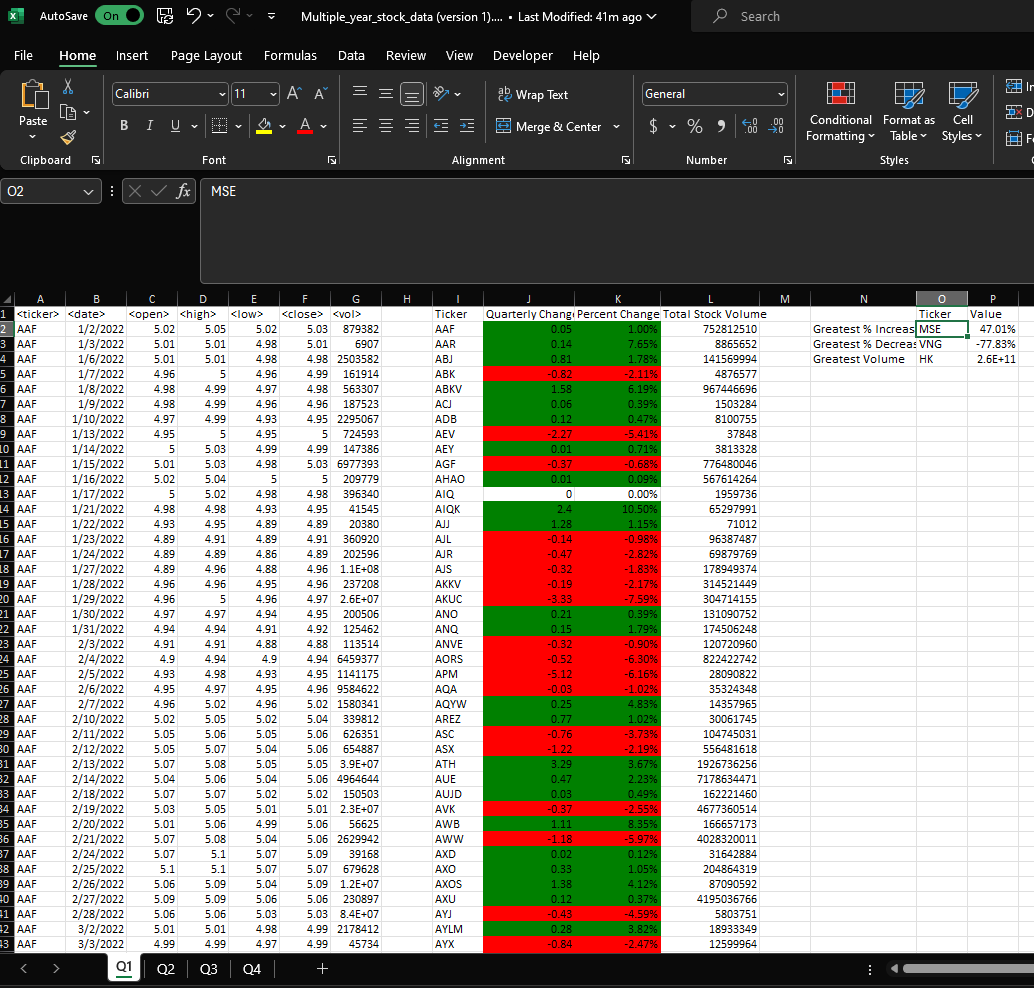 AutoSave On Multiple_year_stock_data (version 1).... • Last Modified: 41m ago Search
File Home Insert Page Layout Formulas Data Review View Developer Help
Calibri 11 Wrap Text General
Paste B I U A Merge & Center $ % Conditional Formatting Format as Table Cell Styles
Clipboard Font Alignment Number Styles
O2 fx MSE
A B C D E F G H I J K L M N O P
1 <ticker> <date> <open> <high> <low> <close> <vol> Ticker Quarterly Chang Percent Change Total Stock Volume Ticker Value
2 AAF 1/2/2022 5.02 5.05 5.02 5.03 879382 AAF 0.05 1.00% 752812510 Greatest % Increas MSE 47.01%
3 AAF 1/3/2022 5.01 5.01 4.98 5.01 6907 AAR 0.14 7.65% 8865652 Greatest % Decreas VNG -77.83%
4 AAF 1/6/2022 5.01 5.01 4.98 4.98 2503582 ABJ 0.81 1.78% 141569994 Greatest Volume HK 2.6E+11
5 AAF 1/7/2022 4.96 5 4.96 4.99 161914 ABK -0.82 -2.11% 4876577
6 AAF 1/8/2022 4.98 4.99 4.97 4.98 563307 ABKV 1.58 6.19% 967446696
7 AAF 1/9/2022 4.98 4.99 4.96 4.96 187523 ACJ 0.06 0.39% 1503284
8 AAF 1/10/2022 4.97 4.99 4.93 4.95 2295067 ADB 0.12 0.47% 8100755
9 AAF 1/13/2022 4.95 5 4.95 5 724593 AEV -2.27 -5.41% 37848
10 AAF 1/14/2022 5 5.03 4.99 4.99 147386 AEY 0.01 0.71% 3813328
11 AAF 1/15/2022 5.01 5.03 4.98 5.03 6977393 AGF -0.37 -0.68% 776480046
12 AAF 1/16/2022 5.02 5.04 5 5 209779 AHAO 0.01 0.09% 567614264
13 AAF 1/17/2022 5 5.02 4.98 4.98 396340 AIQ 0 0.00% 1959736
14 AAF 1/21/2022 4.98 4.98 4.93 4.95 41545 AIQK 2.4 10.50% 65297991
15 AAF 1/22/2022 4.93 4.95 4.89 4.89 20380 AJJ 1.28 1.15% 71012
16 AAF 1/23/2022 4.89 4.91 4.89 4.91 360920 AJL -0.14 -0.98% 96387487
17 AAF 1/24/2022 4.89 4.89 4.86 4.89 202596 AJR -0.47 -2.82% 69879769
18 AAF 1/27/2022 4.89 4.96 4.88 4.96 1.1E+08 AJS -0.32 -1.83% 178949374
19 AAF 1/28/2022 4.96 4.96 4.95 4.96 237208 AKKV -0.19 -2.17% 314521449
20 AAF 1/29/2022 4.96 5 4.96 4.97 2.6E+07 AKUC -3.33 -7.59% 304714155
21 AAF 1/30/2022 4.97 4.97 4.94 4.95 200506 ANO 0.21 0.39% 131090752
22 AAF 1/31/2022 4.94 4.94 4.91 4.92 125462 ANQ 0.15 1.79% 174506248
23 AAF 2/3/2022 4.91 4.91 4.88 4.88 113514 ANVE -0.32 -0.90% 120720960
24 AAF 2/4/2022 4.9 4.94 4.9 4.94 6459377 AORS -0.52 -6.30% 822422742
25 AAF 2/5/2022 4.93 4.98 4.93 4.95 1141175 APM -5.12 -6.16% 28090822
26 AAF 2/6/2022 4.95 4.97 4.95 4.96 9584622 AQA -0.03 -1.02% 35324348
27 AAF 2/7/2022 4.96 5.02 4.96 5.02 1580341 AQYW 0.25 4.83% 14357965
28 AAF 2/10/2022 5.02 5.05 5.02 5.04 339812 AREZ 0.77 1.02% 30061745
29 AAF 2/11/2022 5.05 5.06 5.05 5.06 626351 ASC -0.76 -3.73% 104745031
30 AAF 2/12/2022 5.05 5.07 5.04 5.06 654887 ASX -1.22 -2.19% 556481618
31 AAF 2/13/2022 5.07 5.08 5.05 5.05 3.9E+07 ATH 3.29 3.67% 1926736256
32 AAF 2/14/2022 5.04 5.06 5.04 5.06 4964644 AUE 0.47 2.23% 7178634471
33 AAF 2/18/2022 5.07 5.07 5.02 5.02 150503 AUJD 0.03 0.49% 162221460
34 AAF 2/19/2022 5.03 5.05 5.01 5.01 2.3E+07 AVK -0.37 -2.55% 4677360514
35 AAF 2/20/2022 5.01 5.06 4.99 5.06 56625 AWB 1.11 8.35% 166657173
36 AAF 2/21/2022 5.07 5.08 5.04 5.06 2629942 AWW -1.18 -5.97% 4028320011
37 AAF 2/24/2022 5.07 5.1 5.07 5.09 39168 AXD 0.02 0.12% 31642884
38 AAF 2/25/2022 5.1 5.1 5.07 5.07 679628 AXO 0.33 1.05% 204864319
39 AAF 2/26/2022 5.06 5.09 5.04 5.09 1.2E+07 AXOS 1.38 4.12% 87090592
40 AAF 2/27/2022 5.09 5.09 5.06 5.06 230897 AXU 0.12 0.37% 4195036766
41 AAF 2/28/2022 5.06 5.06 5.03 5.03 8.4E+07 AYJ -0.43 -4.59% 5803751
42 AAF 3/2/2022 5.01 5.01 4.98 4.99 2178412 AYLM 0.28 3.82% 18933349
43 AAF 3/3/2022 4.99 4.99 4.97 4.99 45734 AYX -0.84 -2.47% 12599964
Q1 Q2 Q3 Q4